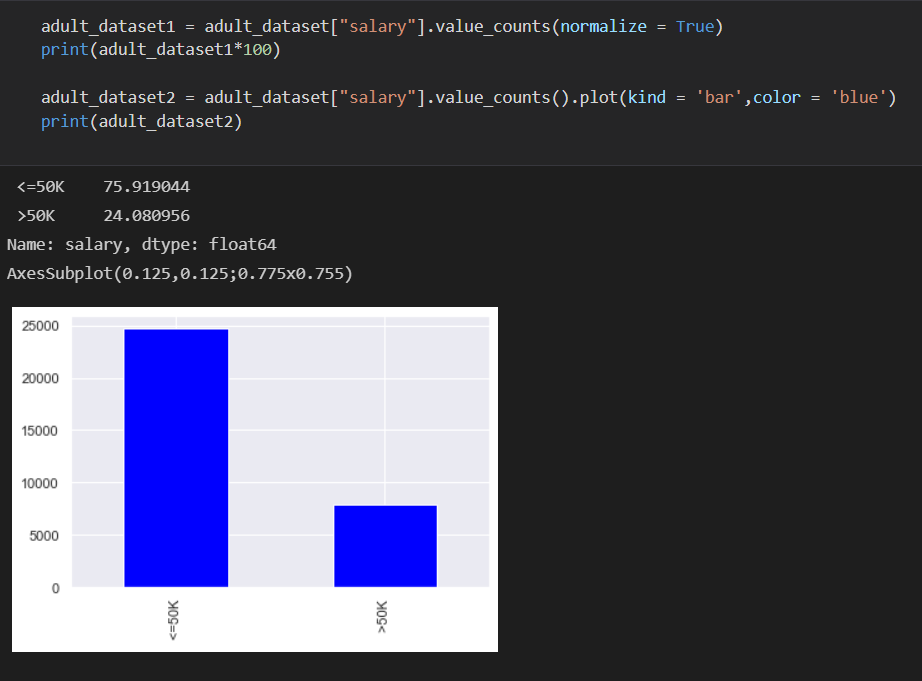 adult_dataset1 = adult_dataset["salary"].value_counts(normalize = True)
print(adult_dataset1*100)
adult_dataset2 = adult_dataset["salary"].value_counts().plot(kind = 'bar',color = 'blue')
print(adult_dataset2)
<=50K 75.919044
>50K 24.080956
Name: salary, dtype: float64
AxesSubplot(0.125,0.125;0.775x0.755)
25000
20000
15000
10000
5000
0
<=50K
>50K